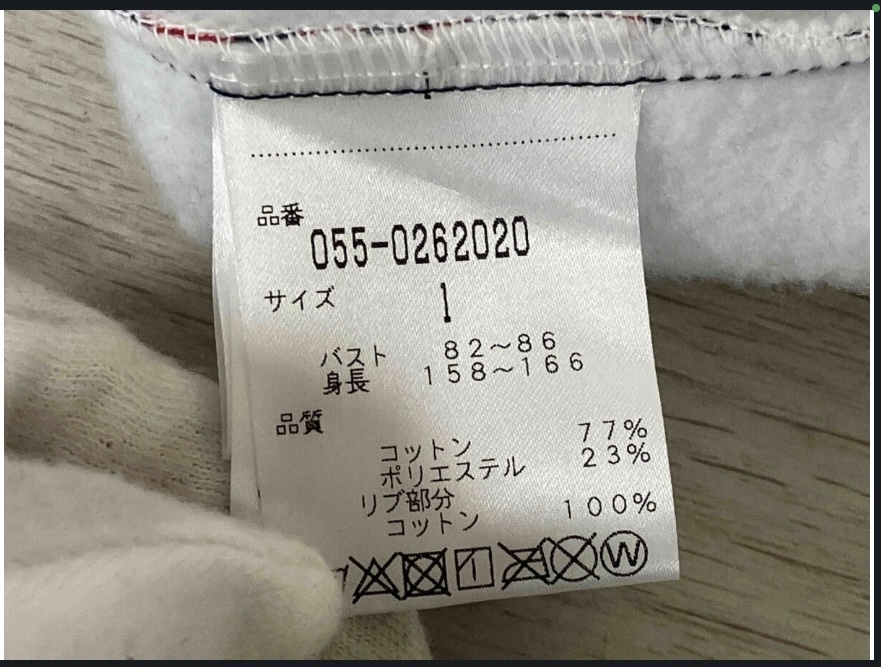 品番
055-0262020
サイズ 1
バスト 82〜86
身長 158〜166
品質
コットン 77%
ポリエステル 23%
リブ部分
コットン 100%
W